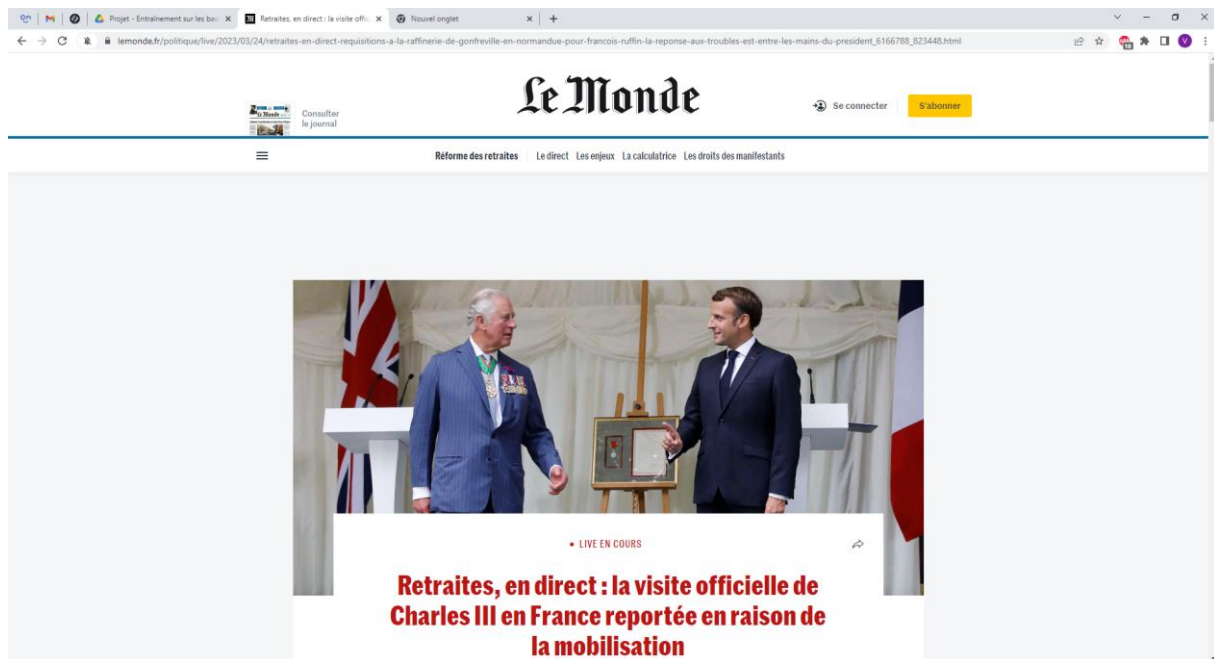 Projet - Entraînement sur les bas
Retraites, en direct : la visite offic
Nouvel onglet
lemonde.fr/politique/live/2023/03/24/retraites-en-direct-requisitions-a-la-raffinerie-de-gonfreville-en-normandue-pour-francois-ruffin-la-reponse-aux-troubles-est-entre-les-mains-du-president_6166788_823448.html
V
Consulter
le journal
Le Monde
Se connecter
S'abonner
Réforme des retraites
Le direct Les enjeux La calculatrice Les droits des manifestants
• LIVE EN COURS
Retraites, en direct : la visite officielle de
Charles III en France reportée en raison de
la mobilisation